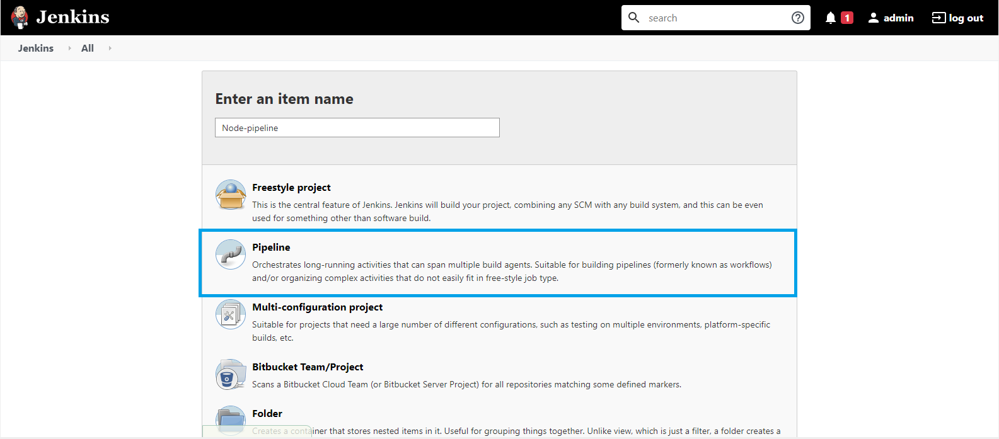 Jenkins
search
1
admin
log out
Jenkins
All
Enter an item name
Node-pipeline
Freestyle project
This is the central feature of Jenkins. Jenkins will build your project, combining any SCM with any build system, and this can be even
used for something other than software build.
Pipeline
Orchestrates long-running activities that can span multiple build agents. Suitable for building pipelines (formerly known as workflows)
and/or organizing complex activities that do not easily fit in free-style job type.
Multi-configuration project
Suitable for projects that need a large number of different configurations, such as testing on multiple environments, platform-specific
builds, etc.
Bitbucket Team/Project
Scans a Bitbucket Cloud Team (or Bitbucket Server Project) for all repositories matching some defined markers.
Folder
Creates a container that stores nested items in it. Useful for grouping things together. Unlike view, which is just a filter, a folder creates a